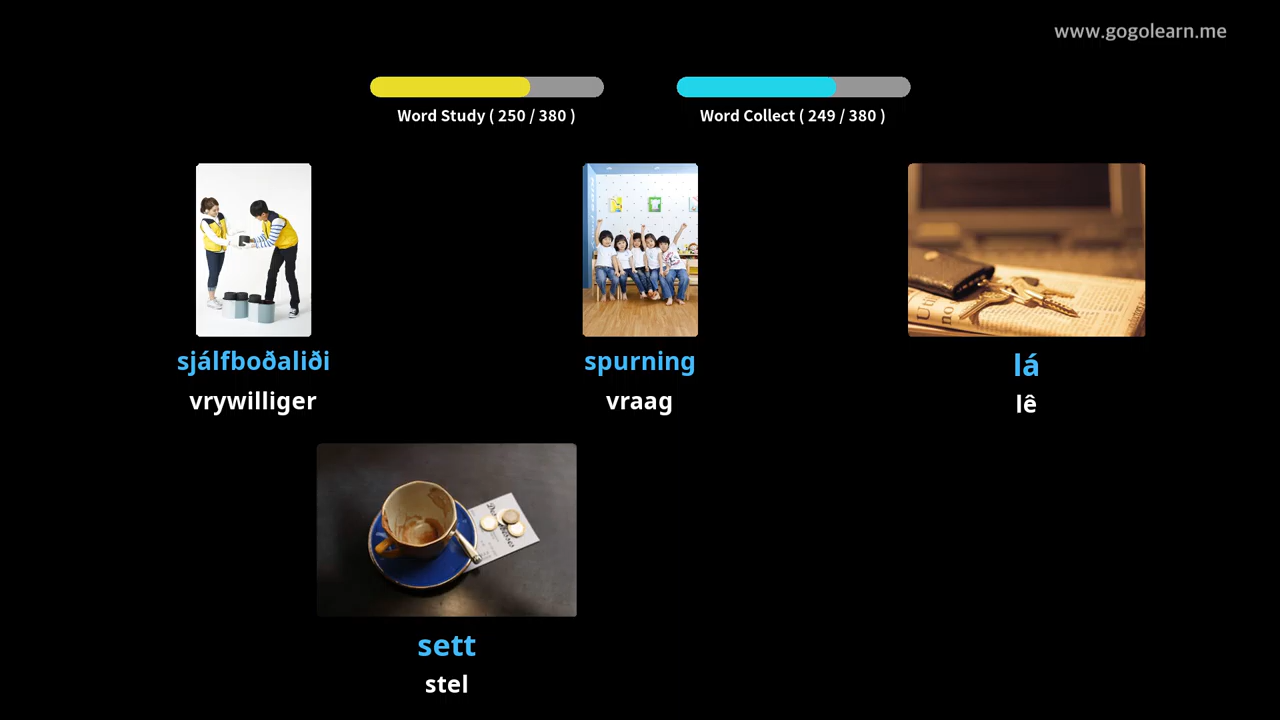 www.gogolearn.me
Word Study ( 250 / 380 )
Word Collect ( 249 / 380 )
sjálfboðaliði
vrywilliger
spurning
vraag
lá
lê
sett
stel